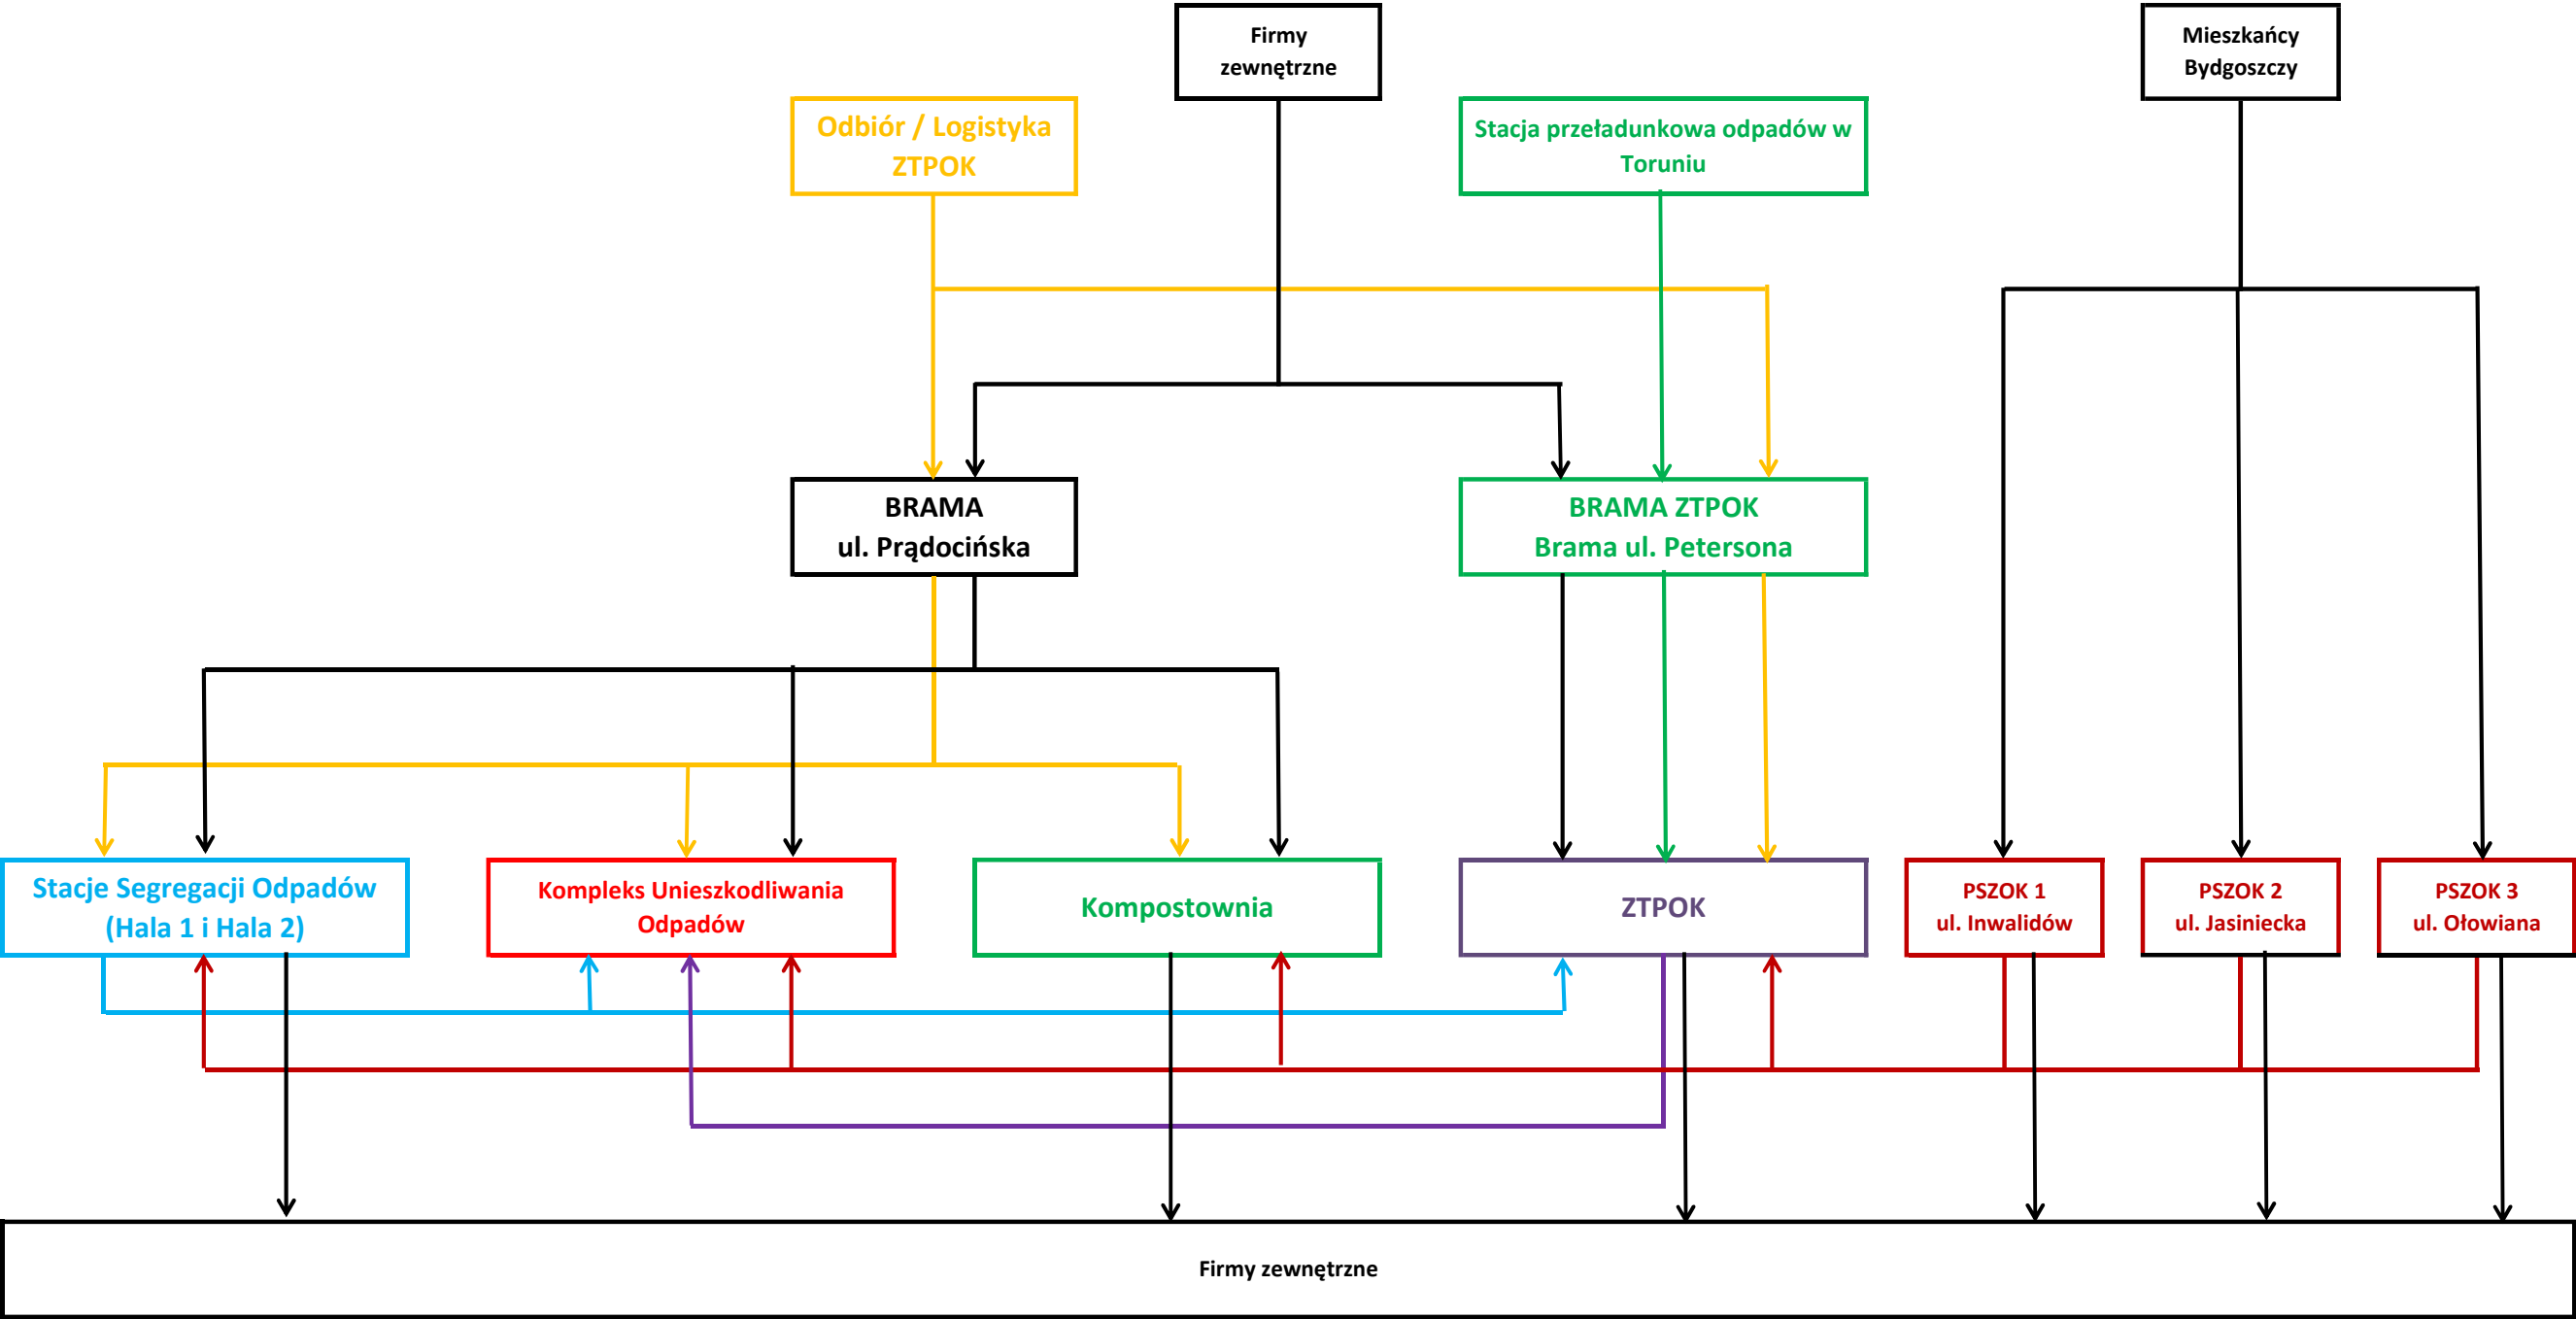 Firmy
zewnętrzne
Mieszkańcy
Bydgoszczy
Odbiór / Logistyka
ZTPOK
Stacja przeładunkowa odpadów w
Toruniu
BRAMA
ul. Prądocińska
BRAMA ZTPOK
Brama ul. Petersona
Stacje Segregacji Odpadów
(Hala 1 i Hala 2)
Kompleks Unieszkodliwania
Odpadów
Kompostownia
ZTPOK
PSZOK 1
ul. Inwalidów
PSZOK 2
ul. Jasiniecka
PSZOK 3
ul. Ołowiana
Firmy zewnętrzne